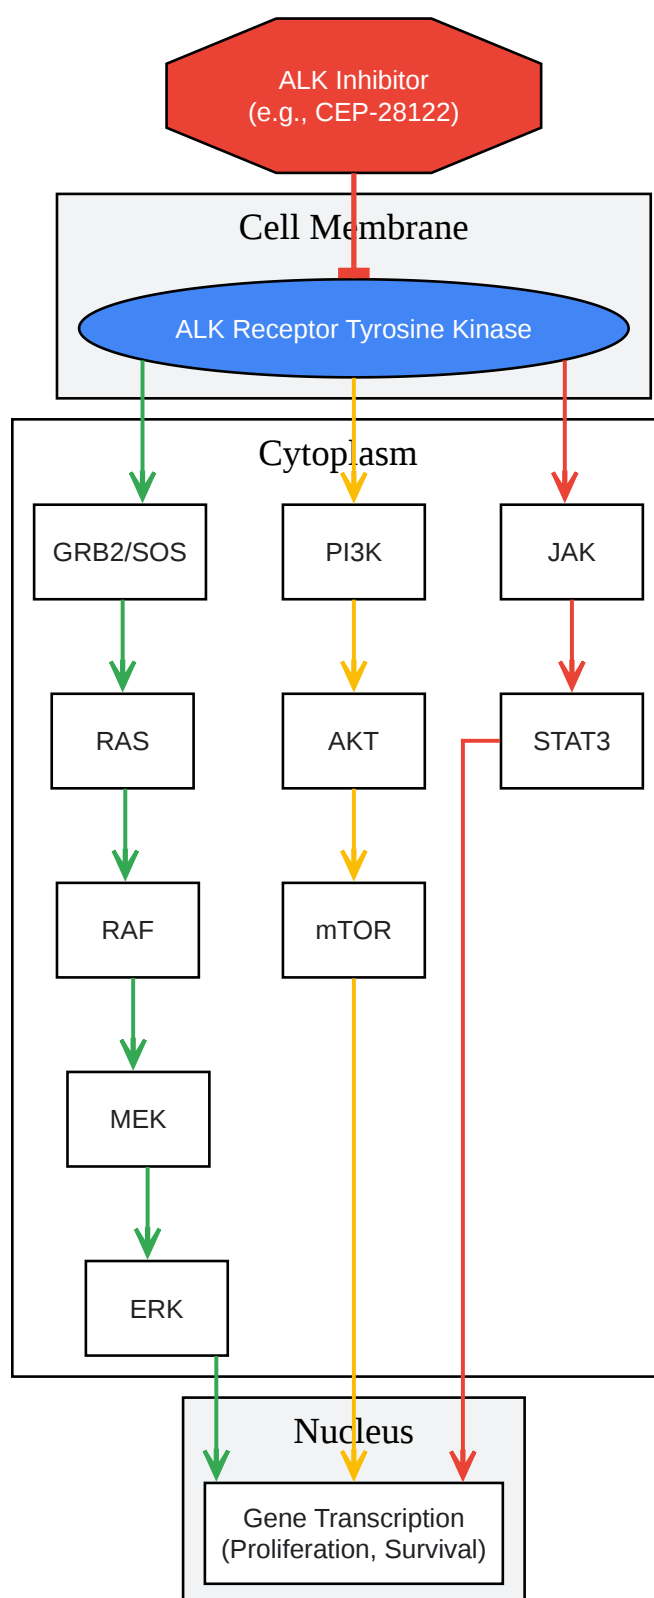 ALK Inhibitor
(e.g., CEP-28122)
Cell Membrane
ALK Receptor Tyrosine Kinase
Cytoplasm
GRB2/SOS
PI3K
JAK
RAS
AKT
STAT3
RAF
mTOR
MEK
ERK
Nucleus
Gene Transcription
(Proliferation, Survival)